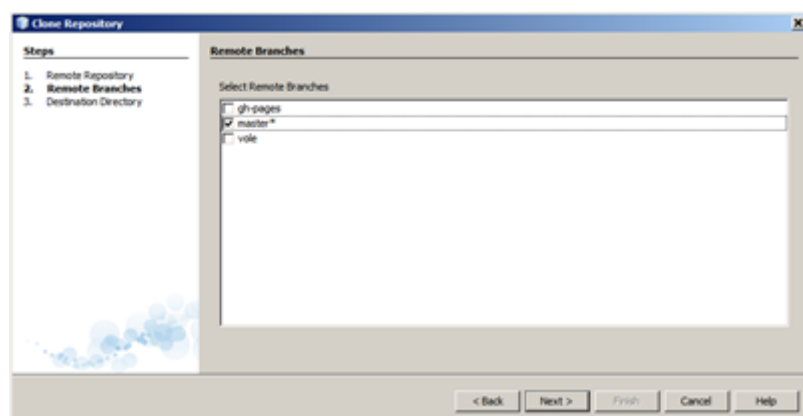 Clone Repository
Steps
1. Remote Repository
2. Remote Branches
3. Destination Directory
Remote Branches
Select Remote Branches
gh-pages
master*
vole
< Back Next > Finish Cancel Help